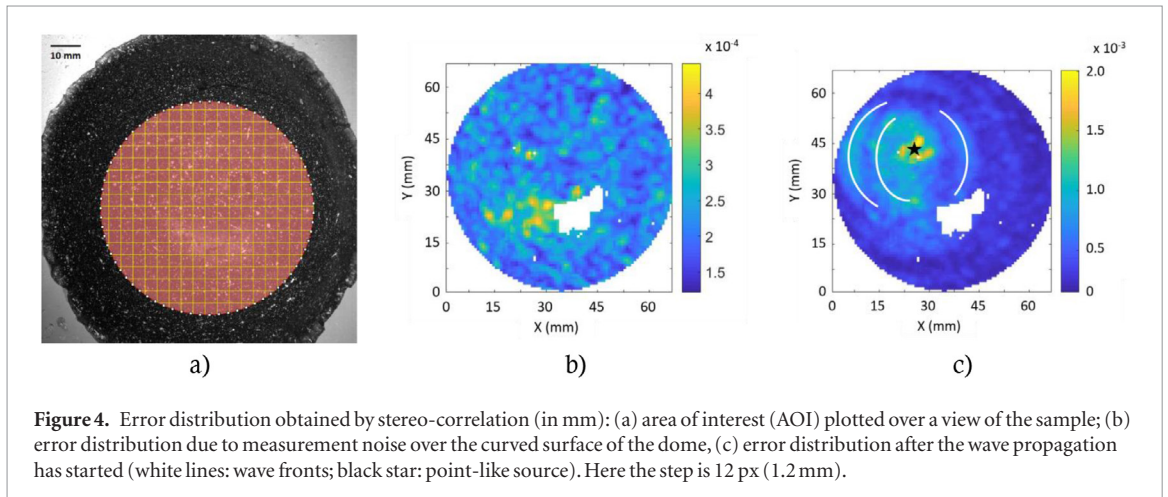 10 mm
x 10⁻⁴
x 10⁻³
60
45
30
15
0
Y (mm)
0 15 30 45 60
X (mm)
4
3.5
3
2.5
2
1.5
60
45
30
15
0
Y (mm)
0 15 30 45 60
X (mm)
2.0
1.5
1.0
0.5
0
a) b) c)
Figure 4. Error distribution obtained by stereo-correlation (in mm): (a) area of interest (AOI) plotted over a view of the sample; (b)
error distribution due to measurement noise over the curved surface of the dome, (c) error distribution after the wave propagation
has started (white lines: wave fronts; black star: point-like source). Here the step is 12 px (1.2 mm).